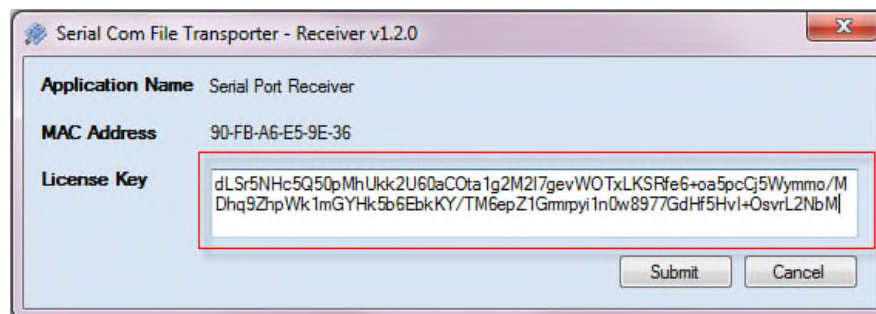 Serial Com File Transporter - Receiver v1.2.0
Application Name Serial Port Receiver
MAC Address 90-FB-A6-E5-9E-36
License Key
dLSr5NHc5Q50pMhUkk2U60aCOta1g2M2I7gevWOTxLKSRfe6+oa5pcCj5Wymmo/M
Dhq9ZhpWk1mGYHk5b6EbkKY/TM6epZ1Gmrpyi1n0w8977GdHf5HvI+OsvrL2NbM
Submit Cancel